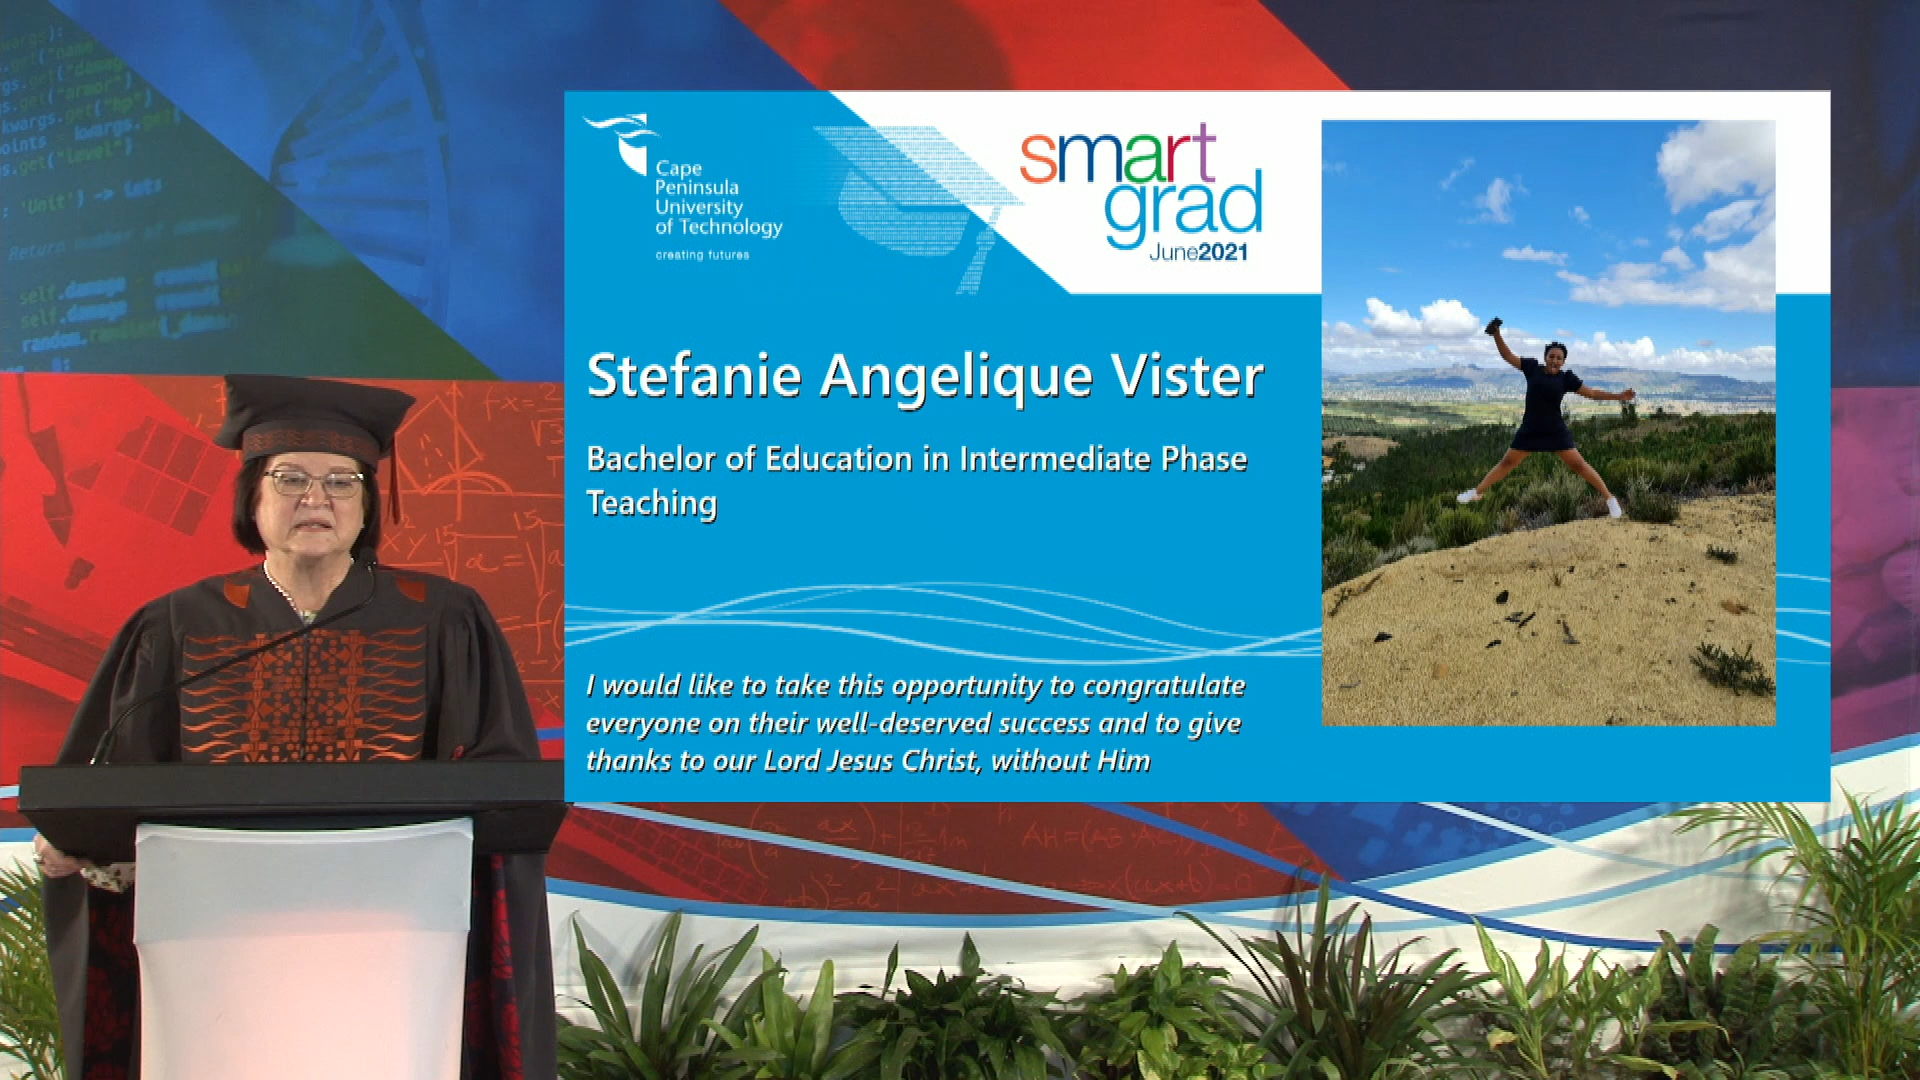 Cape
Peninsula
University
of Technology
creating futures
smart
grad
June2021
Stefanie Angelique Vister
Bachelor of Education in Intermediate Phase
Teaching
I would like to take this opportunity to congratulate
everyone on their well-deserved success and to give
thanks to our Lord Jesus Christ, without Him